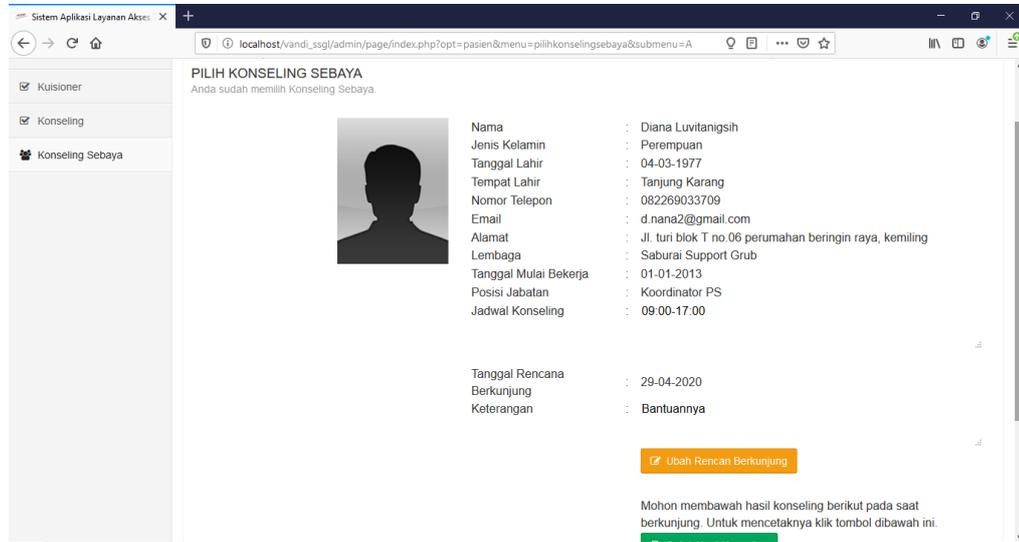 Sistem Aplikasi Layanan Akses
localhost/vandi_ssgl/admin/page/index.php?opt=pasien&menu=pilihkonselingsebaya&submenu=A
Kuisioner
Konseling
Konseling Sebaya
PILIH KONSELING SEBAYA
Anda sudah memilih Konseling Sebaya.
Nama : Diana Luvitanigsih
Jenis Kelamin : Perempuan
Tanggal Lahir : 04-03-1977
Tempat Lahir : Tanjung Karang
Nomor Telepon : 082269033709
Email : d.nana2@gmail.com
Alamat : Jl. turi blok T no.06 perumahan beringin raya, kemiling
Lembaga : Saburai Support Grub
Tanggal Mulai Bekerja : 01-01-2013
Posisi Jabatan : Koordinator PS
Jadwal Konseling : 09:00-17:00
Tanggal Rencana
Berkunjung : 29-04-2020
Keterangan : Bantuannya
Ubah Rencan Berkunjung
Mohon membawah hasil konseling berikut pada saat
berkunjung. Untuk mencetaknya klik tombol dibawah ini.